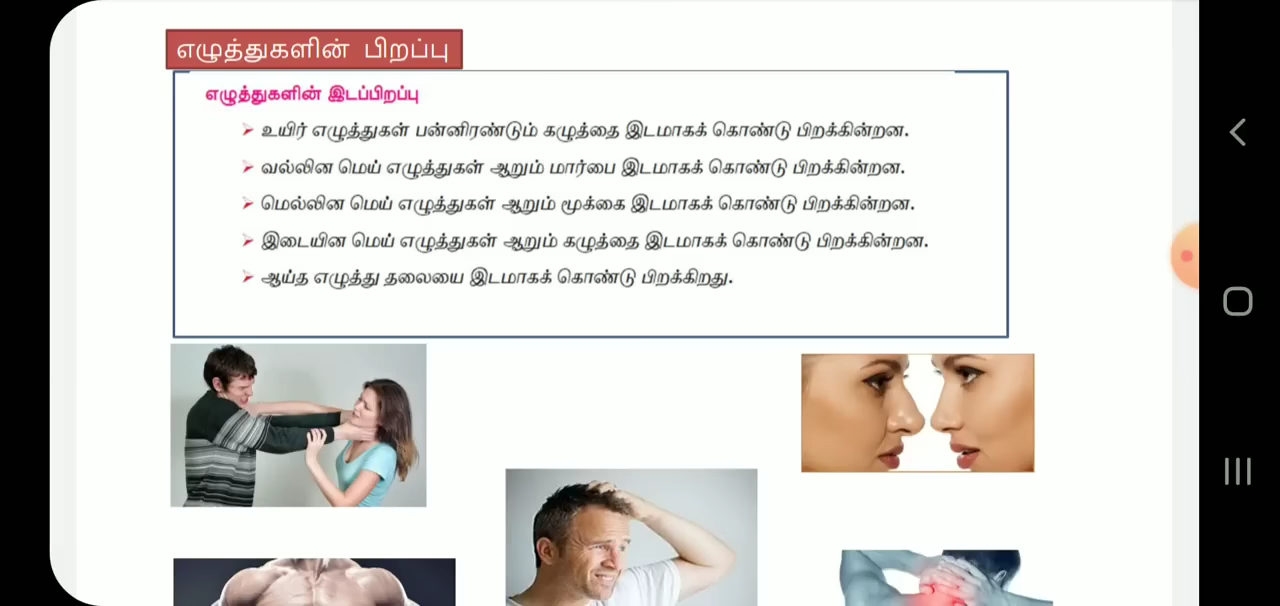 எழுத்துகளின் பிறப்பு
எழுத்துகளின் இடப்பிறப்பு
உயிர் எழுத்துகள் பன்னிரண்டும் கழுத்தை இடமாகக் கொண்டு பிறக்கின்றன.
வல்லின மெய் எழுத்துகள் ஆறும் மார்பை இடமாகக் கொண்டு பிறக்கின்றன.
மெல்லின மெய் எழுத்துகள் ஆறும் மூக்கை இடமாகக் கொண்டு பிறக்கின்றன.
இடையின மெய் எழுத்துகள் ஆறும் கழுத்தை இடமாகக் கொண்டு பிறக்கின்றன.
ஆய்த எழுத்து தலையை இடமாகக் கொண்டு பிறக்கிறது.